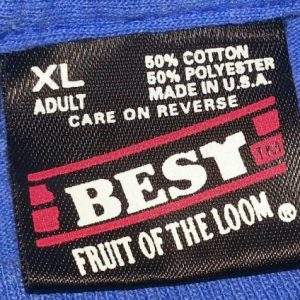 XL
ADULT
50% COTTON
50% POLYESTER
MADE IN U.S.A.
CARE ON REVERSE
BEST
TM
FRUIT OF THE LOOM®